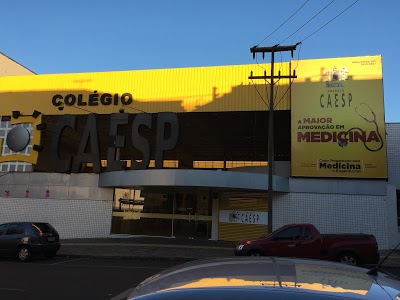 COLÉGIO
CAESP
CAESP
A MAIOR
APROVAÇÃO EM
MEDICINA
Medicina
CAESP